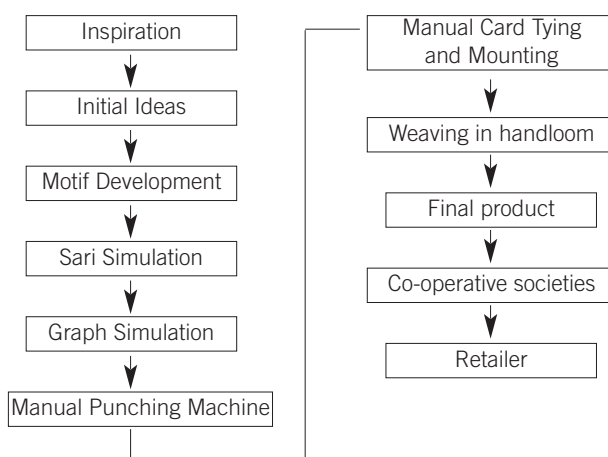 Inspiration
Initial Ideas
Motif Development
Sari Simulation
Graph Simulation
Manual Punching Machine
Manual Card Tying
and Mounting
Weaving in handloom
Final product
Co-operative societies
Retailer